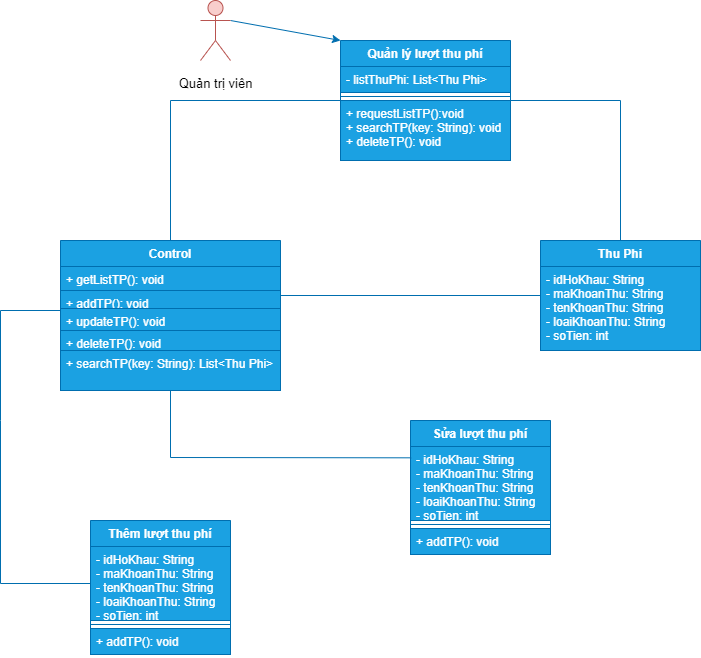 Quản trị viên
Quản lý lượt thu phí
- listThuPhi: List<Thu Phi>
+ requestListTP():void
+ searchTP(key: String): void
+ deleteTP(): void
Control
+ getListTP(): void
+ addTP(): void
+ updateTP(): void
+ deleteTP(): void
+ searchTP(key: String): List<Thu Phi>
Thu Phi
- idHoKhau: String
- maKhoanThu: String
- tenKhoanThu: String
- loaiKhoanThu: String
- soTien: int
Sửa lượt thu phí
- idHoKhau: String
- maKhoanThu: String
- tenKhoanThu: String
- loaiKhoanThu: String
- soTien: int
+ addTP(): void
Thêm lượt thu phí
- idHoKhau: String
- maKhoanThu: String
- tenKhoanThu: String
- loaiKhoanThu: String
- soTien: int
+ addTP(): void